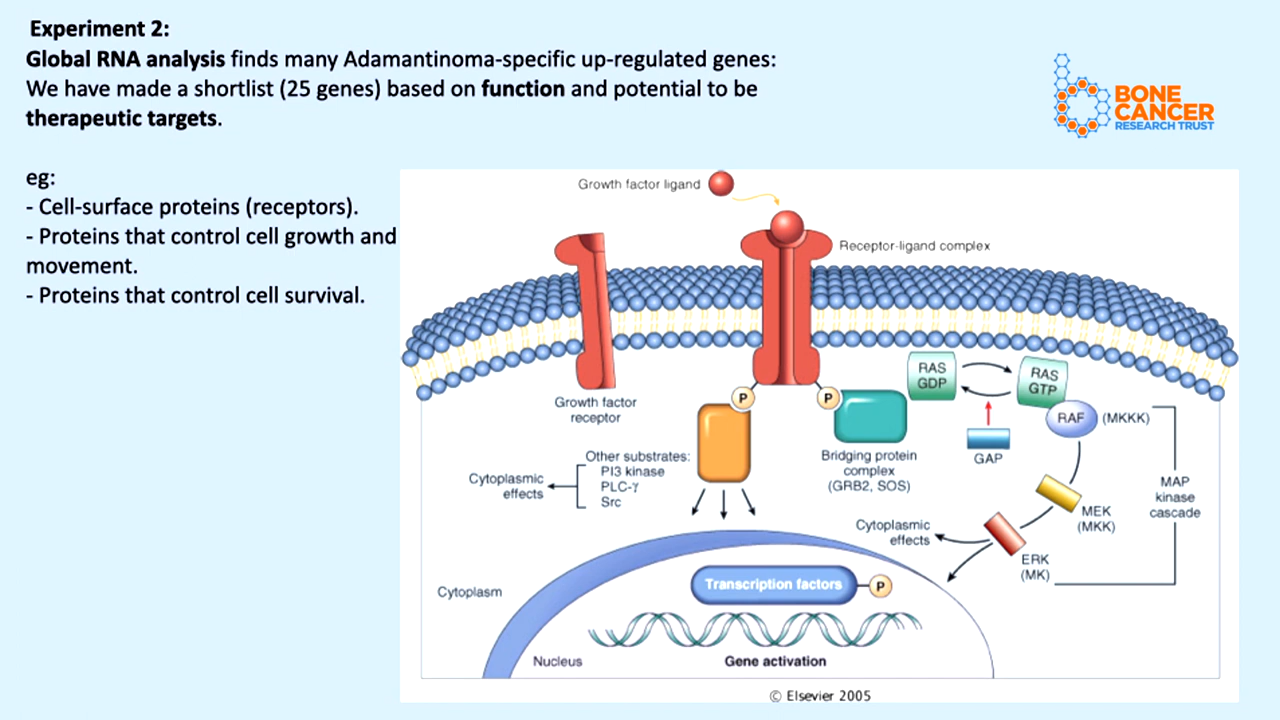 Experiment 2:
Global RNA analysis finds many Adamantinoma-specific up-regulated genes:
We have made a shortlist (25 genes) based on function and potential to be
therapeutic targets.
BONE
CANCER
RESEARCH TRUST
eg:
- Cell-surface proteins (receptors).
- Proteins that control cell growth and
movement.
- Proteins that control cell survival.
Growth factor ligand
Receptor-ligand complex
Growth factor
receptor
P
P
RAS
GDP
RAS
GTP
RAF
(MKKK)
GAP
Bridging protein
complex
(GRB2, SOS)
Other substrates:
PI3 kinase
PLC-γ
Src
Cytoplasmic
effects
MAP
kinase
cascade
MEK
(MKK)
Cytoplasmic
effects
ERK
(MK)
Cytoplasm
Transcription factors
P
Nucleus
Gene activation
© Elsevier 2005